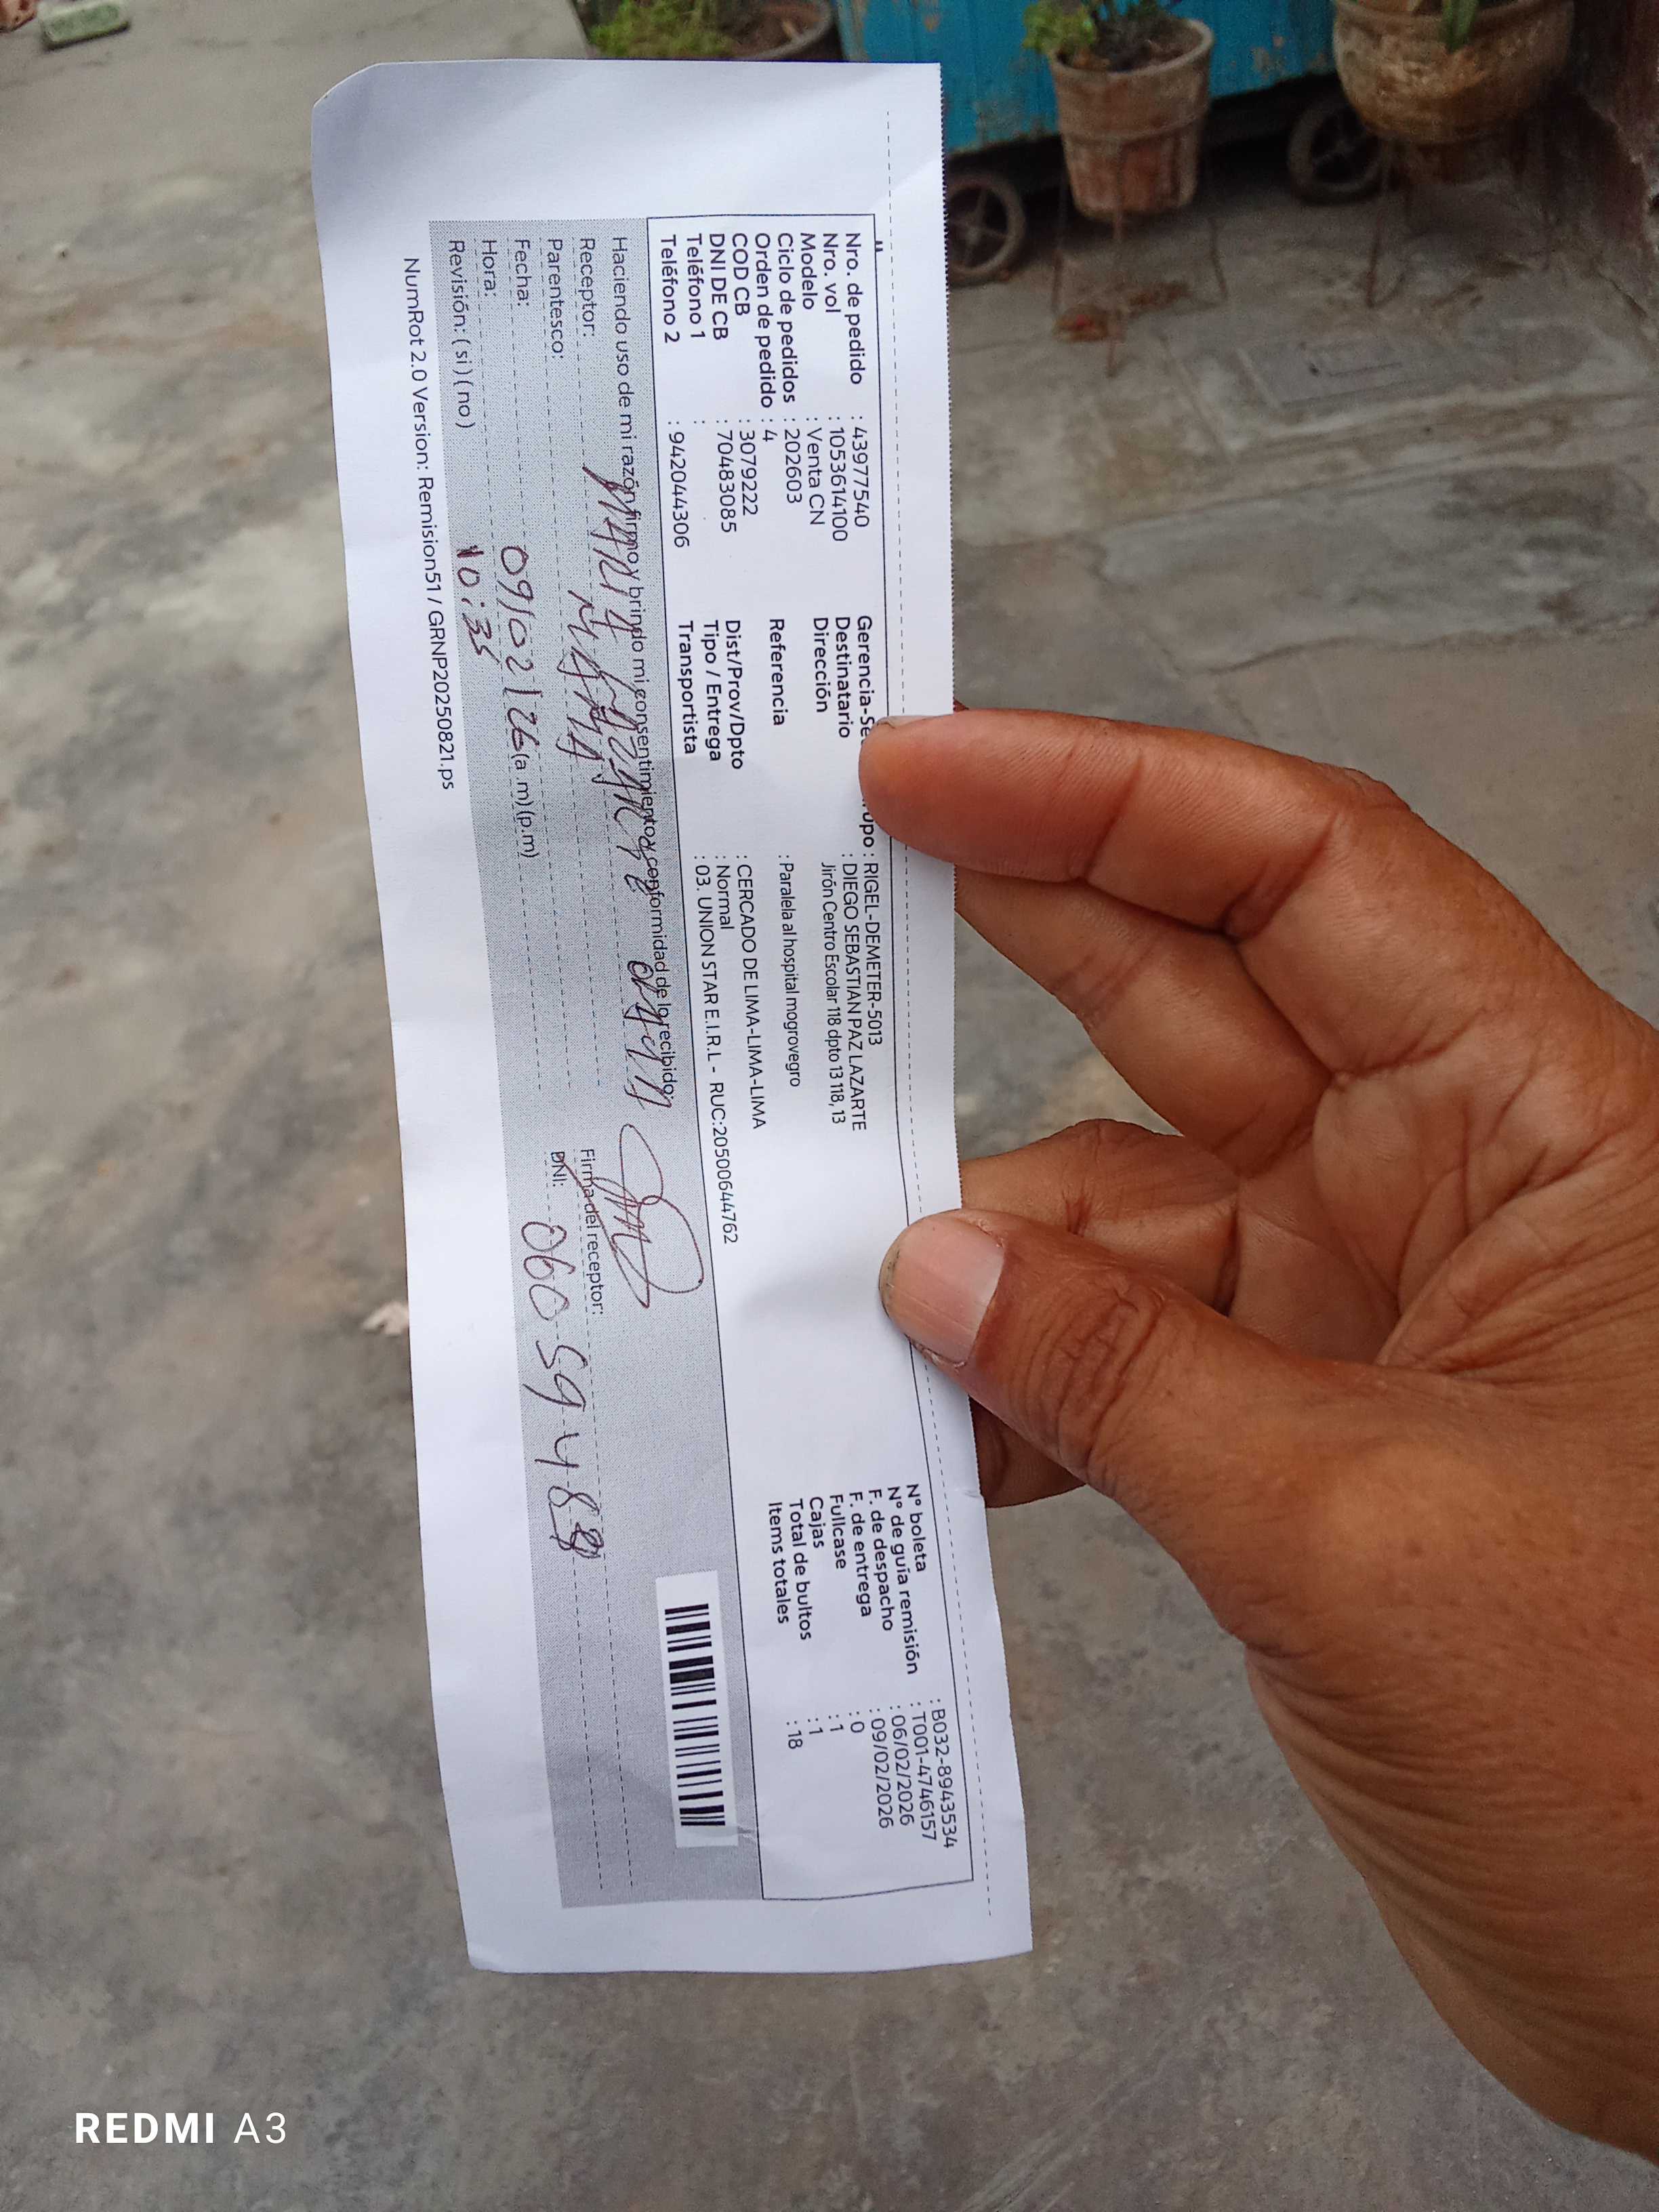 Nro. de pedido : 43977540
Nro. vol : 1053614100
Modelo : Venta CN
Ciclo de pedidos : 202603
Orden de pedido : 4
COD CB : 3079222
DNI DE CB : 70483085
Teléfono 1 :
Teléfono 2 : 942044306
Gerencia-Se upo : RIGEL-DEMETER-5013
Destinatario : DIEGO SEBASTIAN PAZ LAZARTE
Dirección Jirón Centro Escolar 118 dpto 13 118, 13
Referencia : Paralela al hospital mogrovegro
Dist/Prov/Dpto : CERCADO DE LIMA-LIMA-LIMA
Tipo / Entrega : Normal
Transportista : 03. UNION STAR E.I.R.L - RUC:20500644762
N° boleta : B032-8943534
N° de guía remisión : T001-4746157
F. de despacho : 06/02/2026
F. de entrega : 09/02/2026
Fullcase : 0
Cajas : 1
Total de bultos : 1
Items totales : 18
Haciendo uso de mi razón firmo y brindo mi consentimiento y conformidad de lo recibido
Receptor:
Parentesco: MAMA
Fecha: 09/02/26 (a.m) (p.m)
Hora: 10:35
Revisión: ( si ) ( no )
Firma del receptor:
DNI:
NumRot 2.0 Version: Remision51 / GRNP20250821.ps
REDMI A3